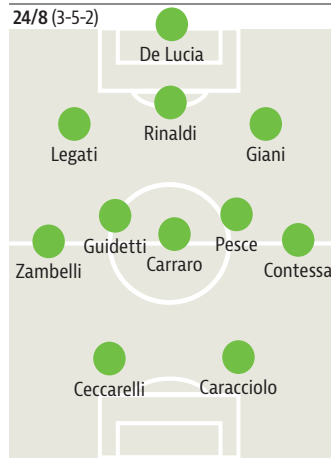 24/8 (3-5-2)
De Lucia
Rinaldi
Legati
Giani
Guidetti
Pesce
Carraro
Zambelli
Contessa
Ceccarelli
Caracciolo